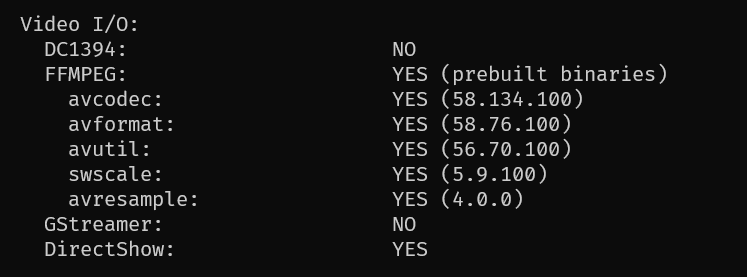 Video I/O:
DC1394: NO
FFMPEG: YES (prebuilt binaries)
avcodec: YES (58.134.100)
avformat: YES (58.76.100)
avutil: YES (56.70.100)
swscale: YES (5.9.100)
avresample: YES (4.0.0)
GStreamer: NO
DirectShow: YES